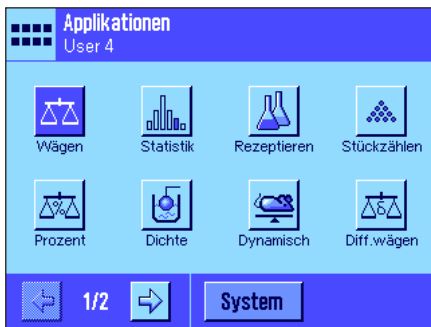 Applikationen
User 4
Wägen Statistik Rezeptieren Stückzählen
Prozent Dichte Dynamisch Diff.wägen
1/2 System